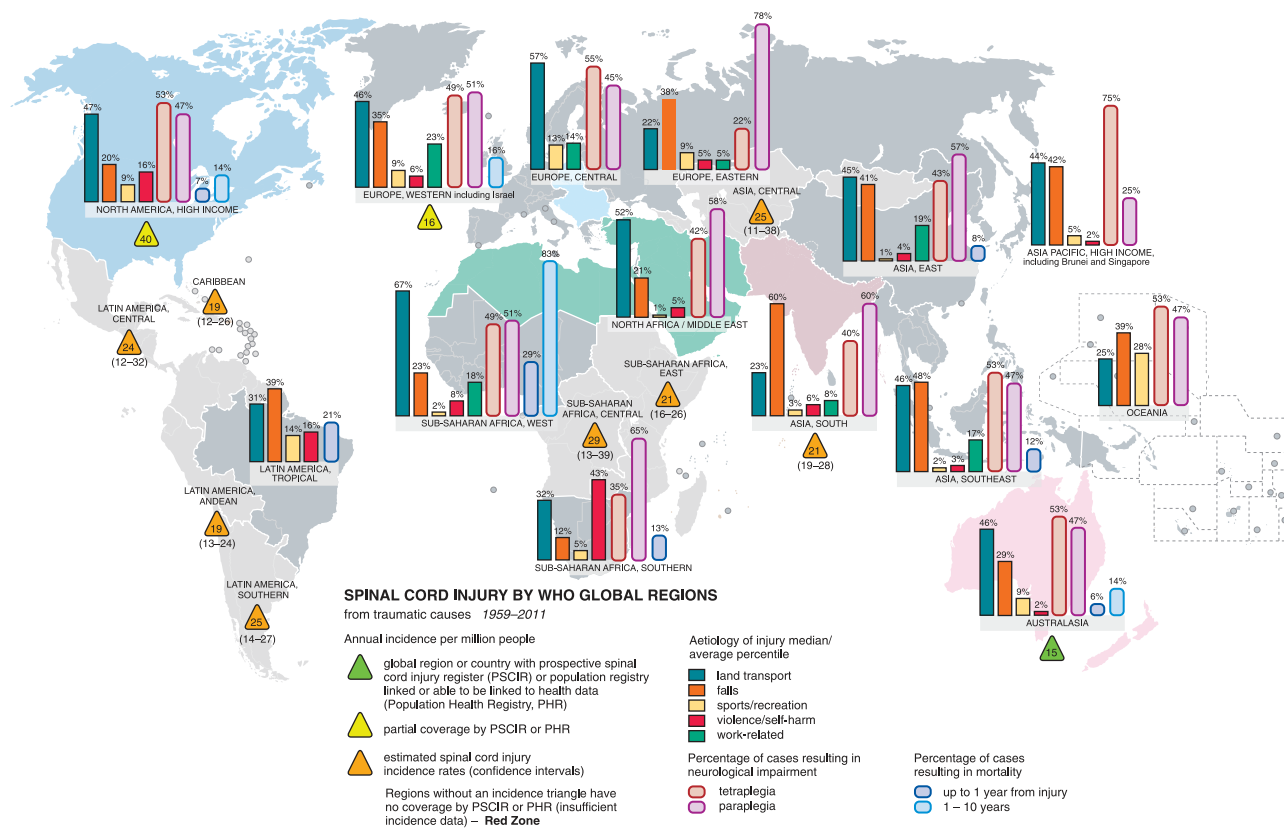 47%
20%
9%
16%
53%
47%
7%
14%
NORTH AMERICA, HIGH INCOME
40
46%
35%
9%
6%
23%
49%
51%
16%
EUROPE, WESTERN including Israel
16
57%
13%
14%
55%
45%
EUROPE, CENTRAL
22%
38%
9%
5%
5%
22%
78%
EUROPE, EASTERN
ASIA, CENTRAL
25
(11–38)
45%
41%
1%
4%
19%
43%
57%
8%
ASIA, EAST
44%
42%
5%
2%
75%
25%
ASIA PACIFIC, HIGH INCOME,
including Brunei and Singapore
CARIBBEAN
19
(12–26)
LATIN AMERICA,
CENTRAL
24
(12–32)
67%
23%
2%
8%
18%
49%
51%
29%
83%
SUB-SAHARAN AFRICA, WEST
52%
21%
1%
5%
42%
58%
NORTH AFRICA / MIDDLE EAST
SUB-SAHARAN AFRICA,
EAST
21
(16–26)
SUB-SAHARAN
AFRICA, CENTRAL
29
(13–39)
23%
60%
3%
6%
8%
40%
60%
ASIA, SOUTH
21
(19–28)
46%
48%
2%
3%
17%
53%
47%
12%
ASIA, SOUTHEAST
25%
39%
28%
53%
47%
OCEANIA
31%
39%
14%
16%
21%
LATIN AMERICA,
TROPICAL
LATIN AMERICA,
ANDEAN
19
(13–24)
LATIN AMERICA,
SOUTHERN
25
(14–27)
32%
12%
5%
43%
35%
65%
13%
SUB-SAHARAN AFRICA, SOUTHERN
46%
29%
9%
2%
53%
47%
6%
14%
AUSTRALASIA
15
SPINAL CORD INJURY BY WHO GLOBAL REGIONS
from traumatic causes 1959–2011
Annual incidence per million people
global region or country with prospective spinal
cord injury register (PSCIR) or population registry
linked or able to be linked to health data
(Population Health Registry, PHR)
partial coverage by PSCIR or PHR
estimated spinal cord injury
incidence rates (confidence intervals)
Regions without an incidence triangle have
no coverage by PSCIR or PHR (insufficient
incidence data) – Red Zone
Aetiology of injury median/
average percentile
land transport
falls
sports/recreation
violence/self-harm
work-related
Percentage of cases resulting in
neurological impairment
tetraplegia
paraplegia
Percentage of cases
resulting in mortality
up to 1 year from injury
1 – 10 years